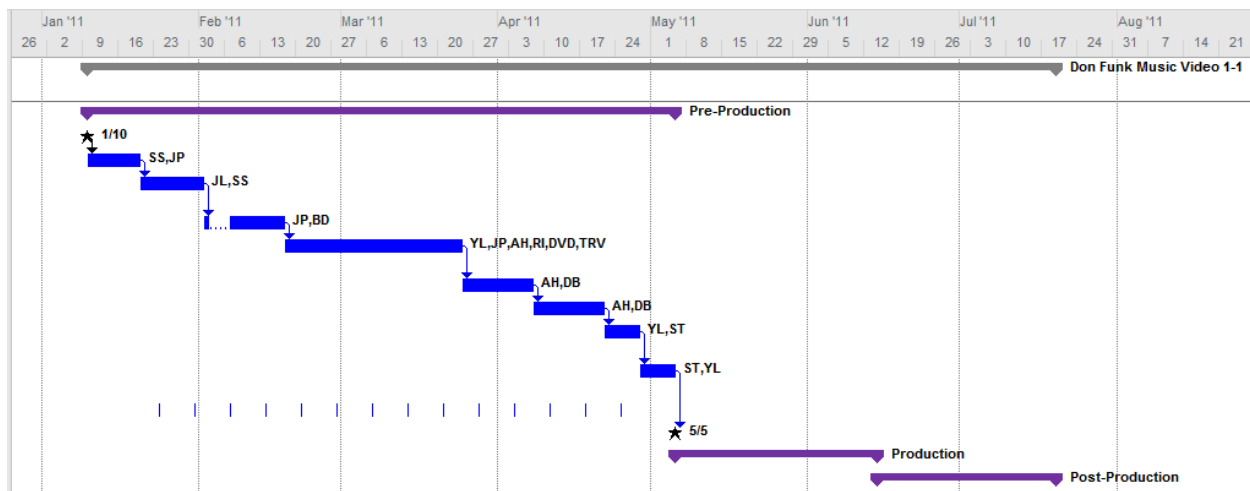 Jan '11 Feb '11 Mar '11 Apr '11 May '11 Jun '11 Jul '11 Aug '11
26 2 9 16 23 30 6 13 20 27 6 13 20 27 3 10 17 24 1 8 15 22 29 5 12 19 26 3 10 17 24 31 7 14 21
Don Funk Music Video 1-1
Pre-Production
1/10
SS,JP
JL,SS
JP,BD
YL,JP,AH,RI,DVD,TRV
AH,DB
AH,DB
YL,ST
ST,YL
5/5
Production
Post-Production